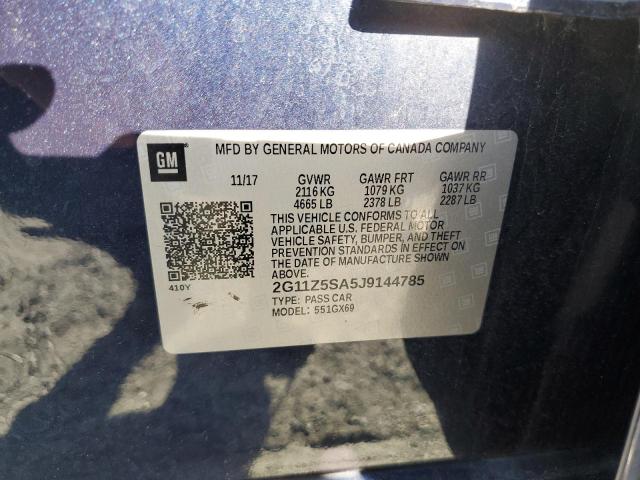 MFD BY GENERAL MOTORS OF CANADA COMPANY
GM
11/17 GVWR GAWR FRT GAWR RR
2116 KG 1079 KG 1037 KG
4665 LB 2378 LB 2287 LB
THIS VEHICLE CONFORMS TO ALL
APPLICABLE U.S. FEDERAL MOTOR
VEHICLE SAFETY, BUMPER, AND THEFT
PREVENTION STANDARDS IN EFFECT ON
THE DATE OF MANUFACTURE SHOWN
ABOVE.
410Y
2G11Z5SA5J9144785
TYPE: PASS CAR
MODEL: 551GX69